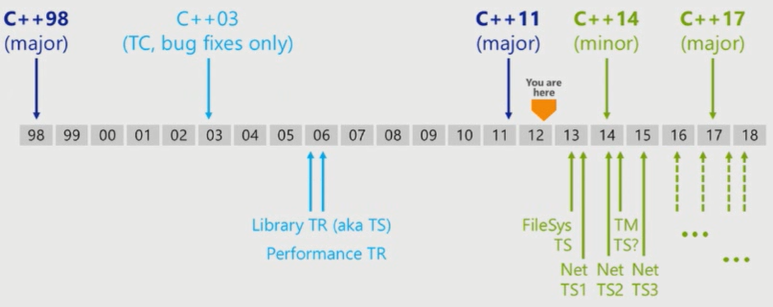 C++98
(major)
C++03
(TC, bug fixes only)
C++11
(major)
C++14
(minor)
C++17
(major)
You are
here
98 99 00 01 02 03 04 05 06 07 08 09 10 11 12 13 14 15 16 17 18
Library TR (aka TS)
Performance TR
FileSys
TS
TM
TS?
Net
TS1
Net
TS2
Net
TS3
...
...